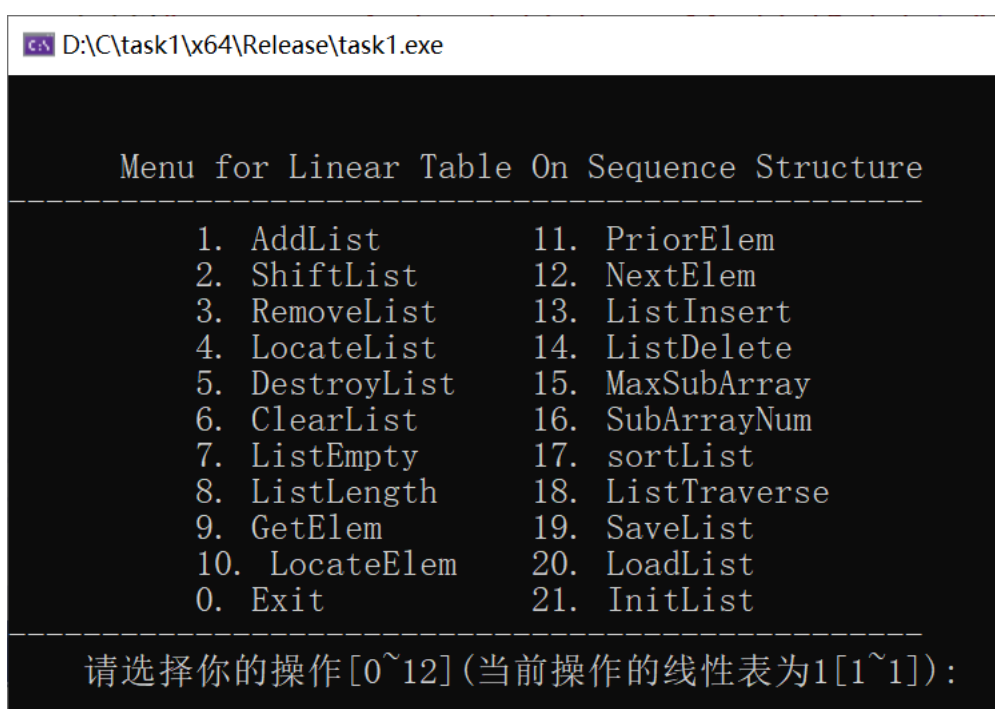 D:\C\task1\x64\Release\task1.exe
Menu for Linear Table On Sequence Structure
-------------------------------------------------
1. AddList 11. PriorElem
2. ShiftList 12. NextElem
3. RemoveList 13. ListInsert
4. LocateList 14. ListDelete
5. DestroyList 15. MaxSubArray
6. ClearList 16. SubArrayNum
7. ListEmpty 17. sortList
8. ListLength 18. ListTraverse
9. GetElem 19. SaveList
10. LocateElem 20. LoadList
0. Exit 21. InitList
-------------------------------------------------
请选择你的操作[0~12](当前操作的线性表为1[1~1]):